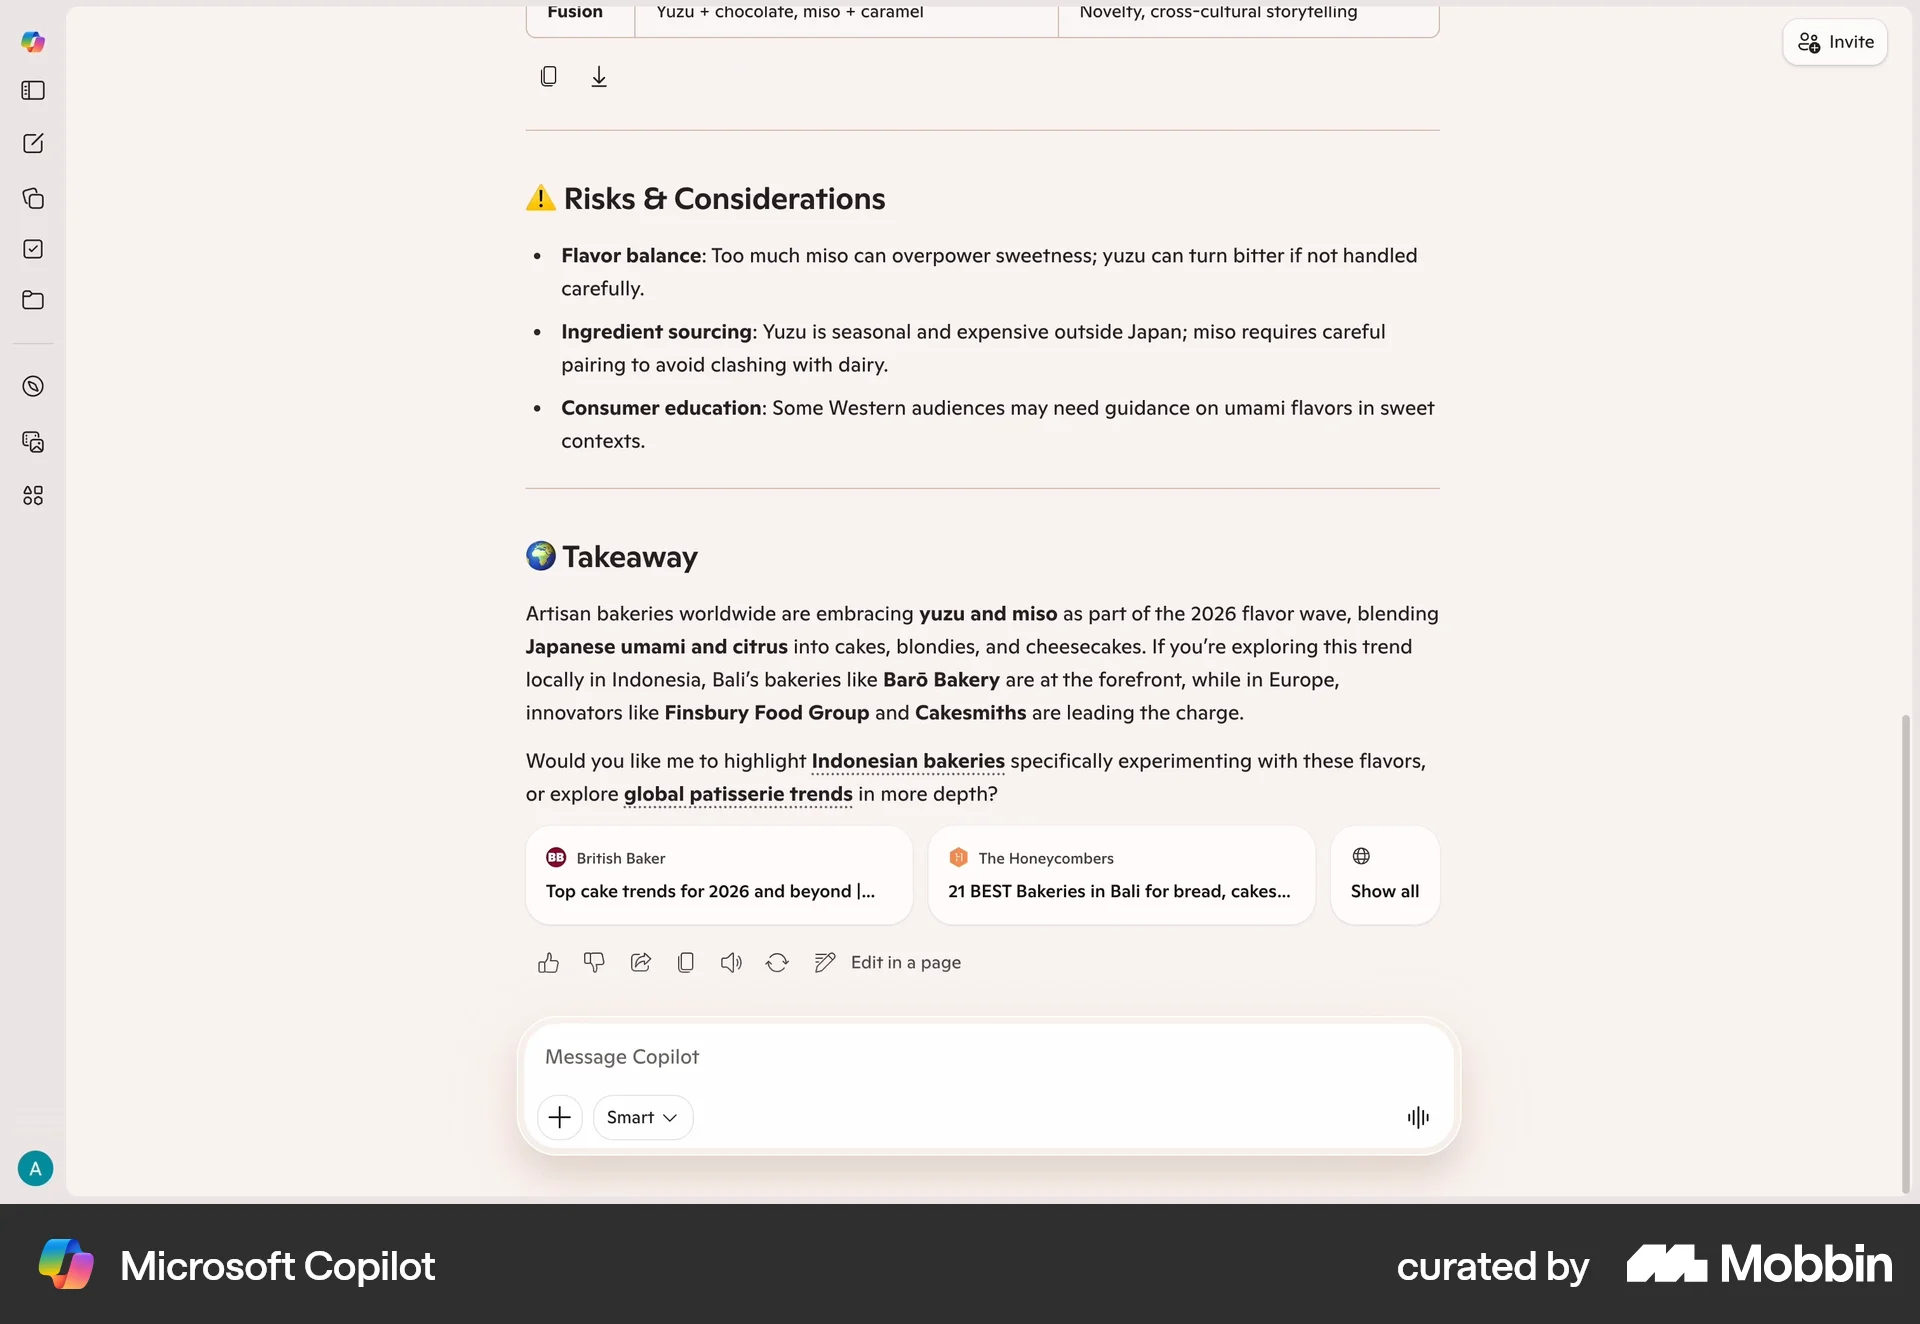 Fusion
Yuzu + chocolate, miso + caramel
Novelty, cross-cultural storytelling
Invite
⚠️ Risks & Considerations
• Flavor balance: Too much miso can overpower sweetness; yuzu can turn bitter if not handled
carefully.
• Ingredient sourcing: Yuzu is seasonal and expensive outside Japan; miso requires careful
pairing to avoid clashing with dairy.
• Consumer education: Some Western audiences may need guidance on umami flavors in sweet
contexts.
🌍 Takeaway
Artisan bakeries worldwide are embracing yuzu and miso as part of the 2026 flavor wave, blending
Japanese umami and citrus into cakes, blondies, and cheesecakes. If you’re exploring this trend
locally in Indonesia, Bali’s bakeries like Barō Bakery are at the forefront, while in Europe,
innovators like Finsbury Food Group and Cakesmiths are leading the charge.
Would you like me to highlight Indonesian bakeries specifically experimenting with these flavors,
or explore global patisserie trends in more depth?
BB British Baker
Top cake trends for 2026 and beyond |...
H The Honeycombers
21 BEST Bakeries in Bali for bread, cakes...
Show all
Edit in a page
Message Copilot
Smart
A
Microsoft Copilot
curated by Mobbin